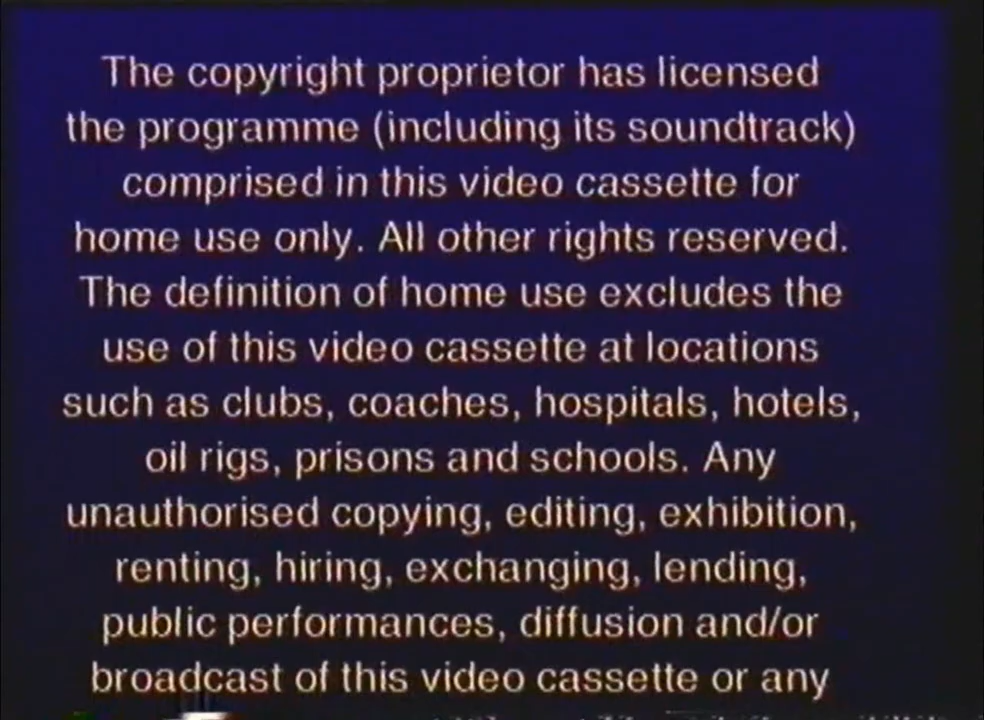 The copyright proprietor has licensed
the programme (including its soundtrack)
comprised in this video cassette for
home use only. All other rights reserved.
The definition of home use excludes the
use of this video cassette at locations
such as clubs, coaches, hospitals, hotels,
oil rigs, prisons and schools. Any
unauthorised copying, editing, exhibition,
renting, hiring, exchanging, lending,
public performances, diffusion and/or
broadcast of this video cassette or any